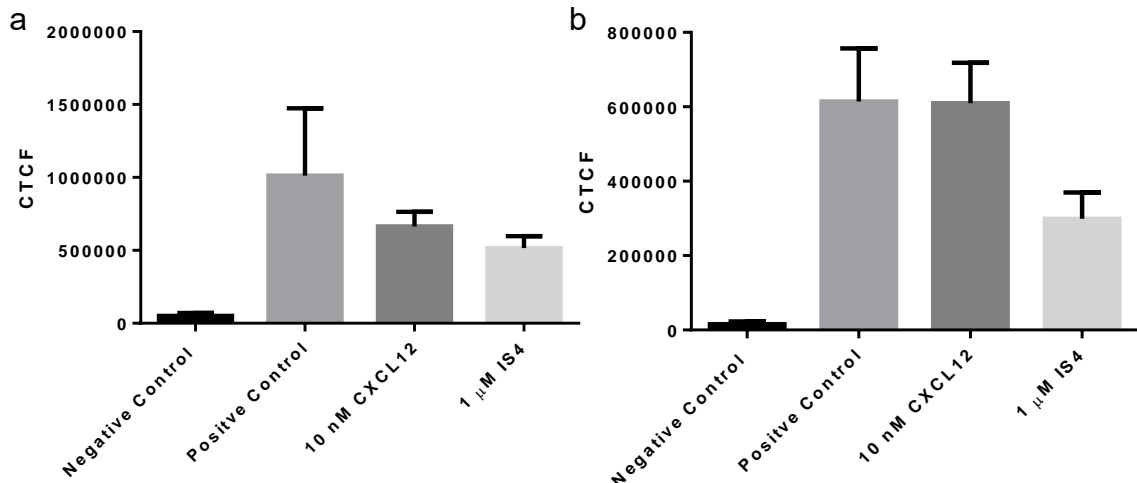 a
2000000
1500000
1000000
500000
0
CTCF
Negative Control
Positve Control
10 nM CXCL12
1 μM IS4
b
800000
600000
400000
200000
0
CTCF
Negative Control
Positve Control
10 nM CXCL12
1 μM IS4